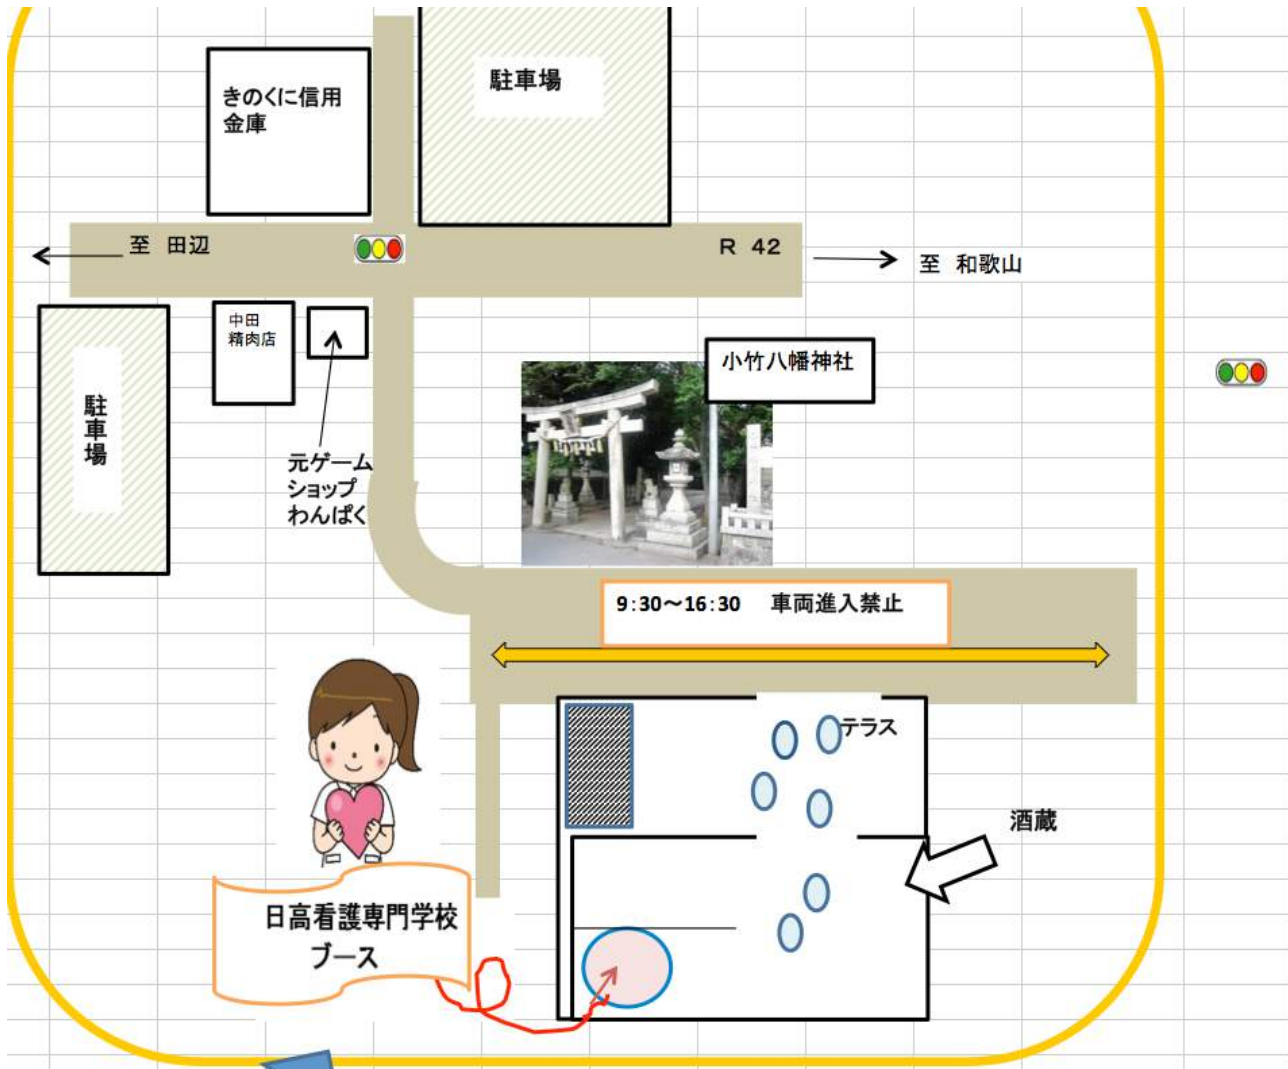 駐車場
きのくに信用
金庫
至 田辺
R 42
至 和歌山
中田
精肉店
小竹八幡神社
駐車場
元ゲーム
ショップ
わんぱく
9:30～16:30 車両進入禁止
テラス
酒蔵
日高看護専門学校
ブース